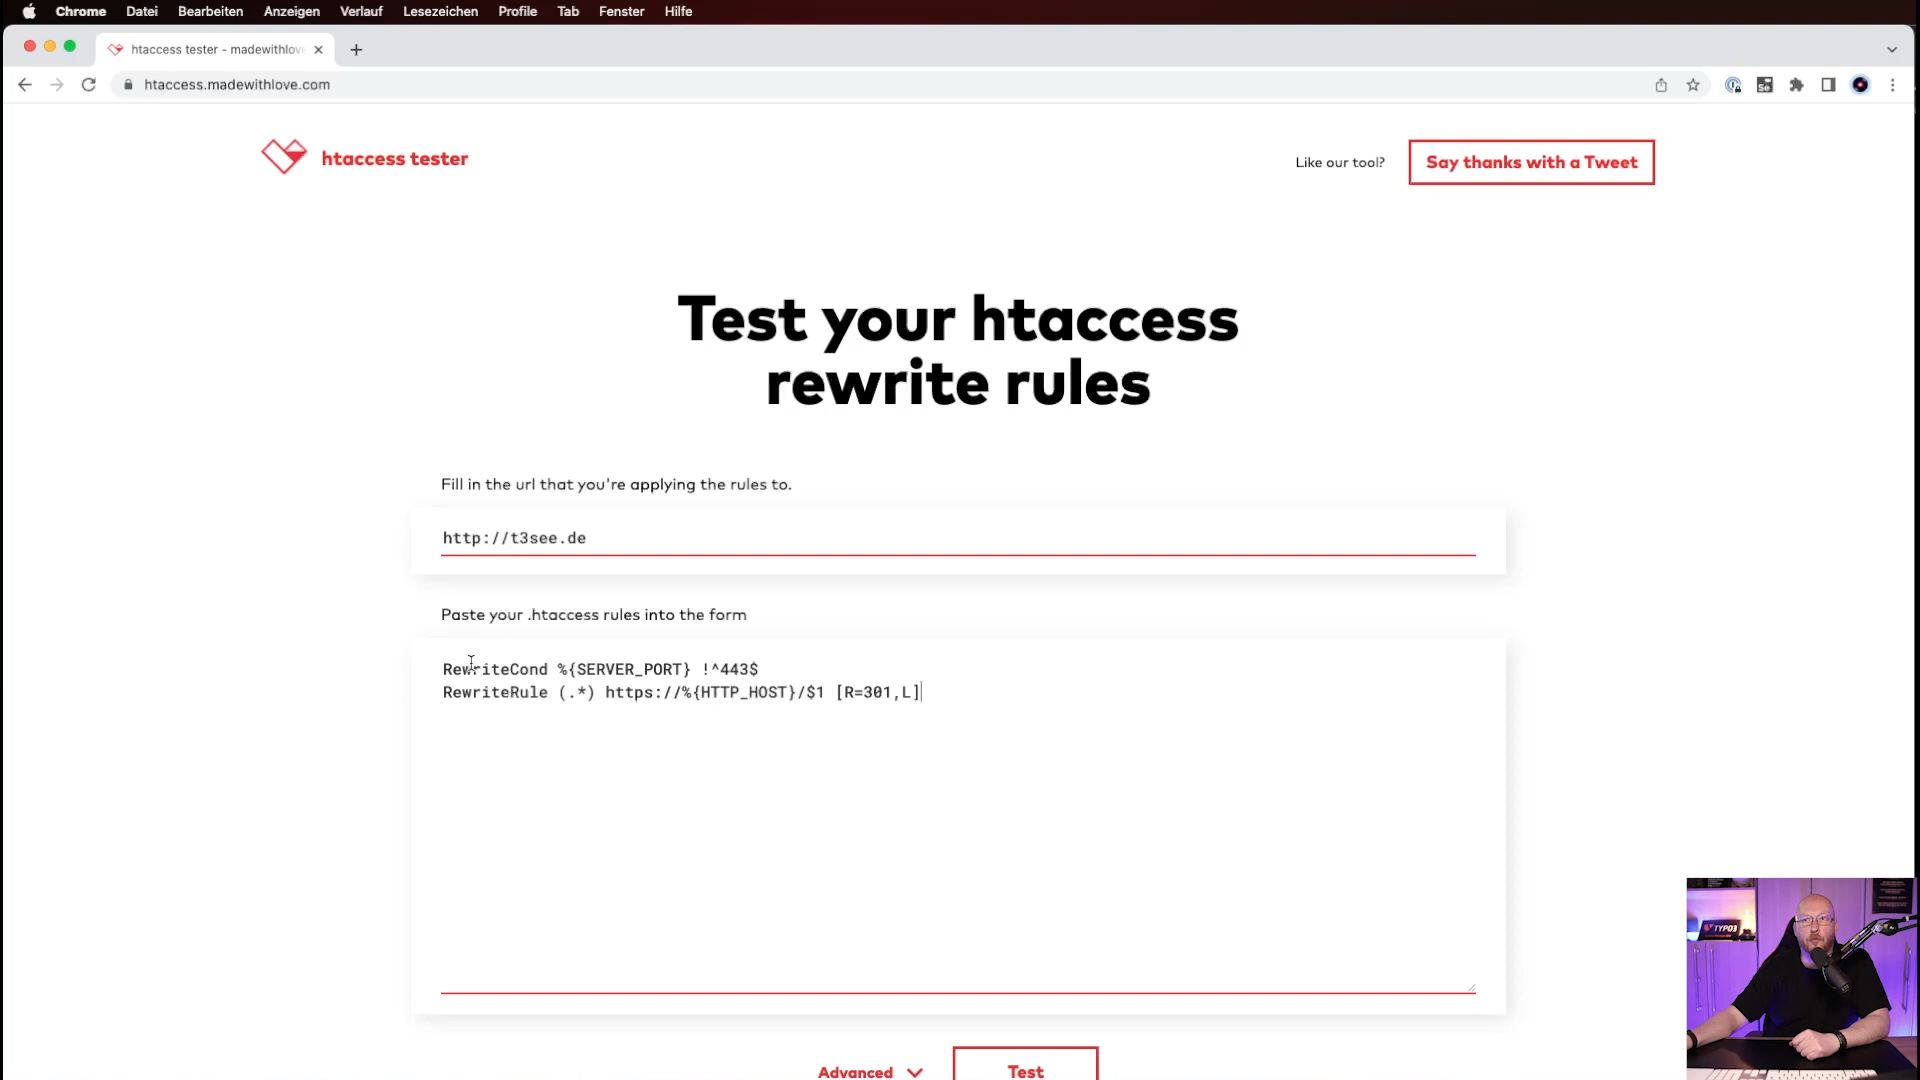 Chrome Datei Bearbeiten Anzeigen Verlauf Lesezeichen Profile Tab Fenster Hilfe
htaccess tester - madewithlov
htaccess.madewithlove.com
htaccess tester
Like our tool?
Say thanks with a Tweet
Test your htaccess
rewrite rules
Fill in the url that you're applying the rules to.
http://t3see.de
Paste your .htaccess rules into the form
RewriteCond %{SERVER_PORT} !^443$
RewriteRule (.*) https://%{HTTP_HOST}/$1 [R=301,L]
TYPO3
Advanced
Test